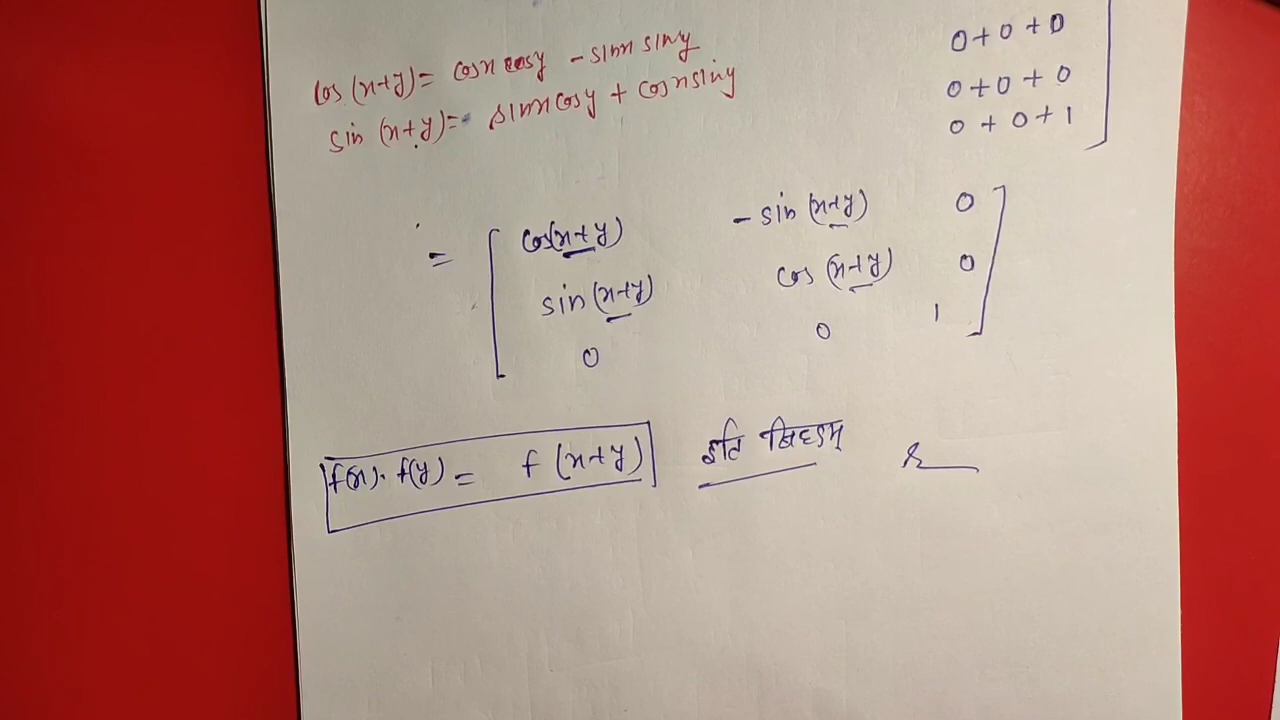 cos (x+y) = cosx cosy - sinx siny
sin (x+y) = sinx cosy + cosx siny
0 + 0 + 0
0 + 0 + 0
0 + 0 + 1
= [ cos(x+y) - sin (x+y) 0
sin (x+y) cos (x+y) 0
0 0 1 ]
f(x). f(y) = f (x+y) इति सिद्धम्